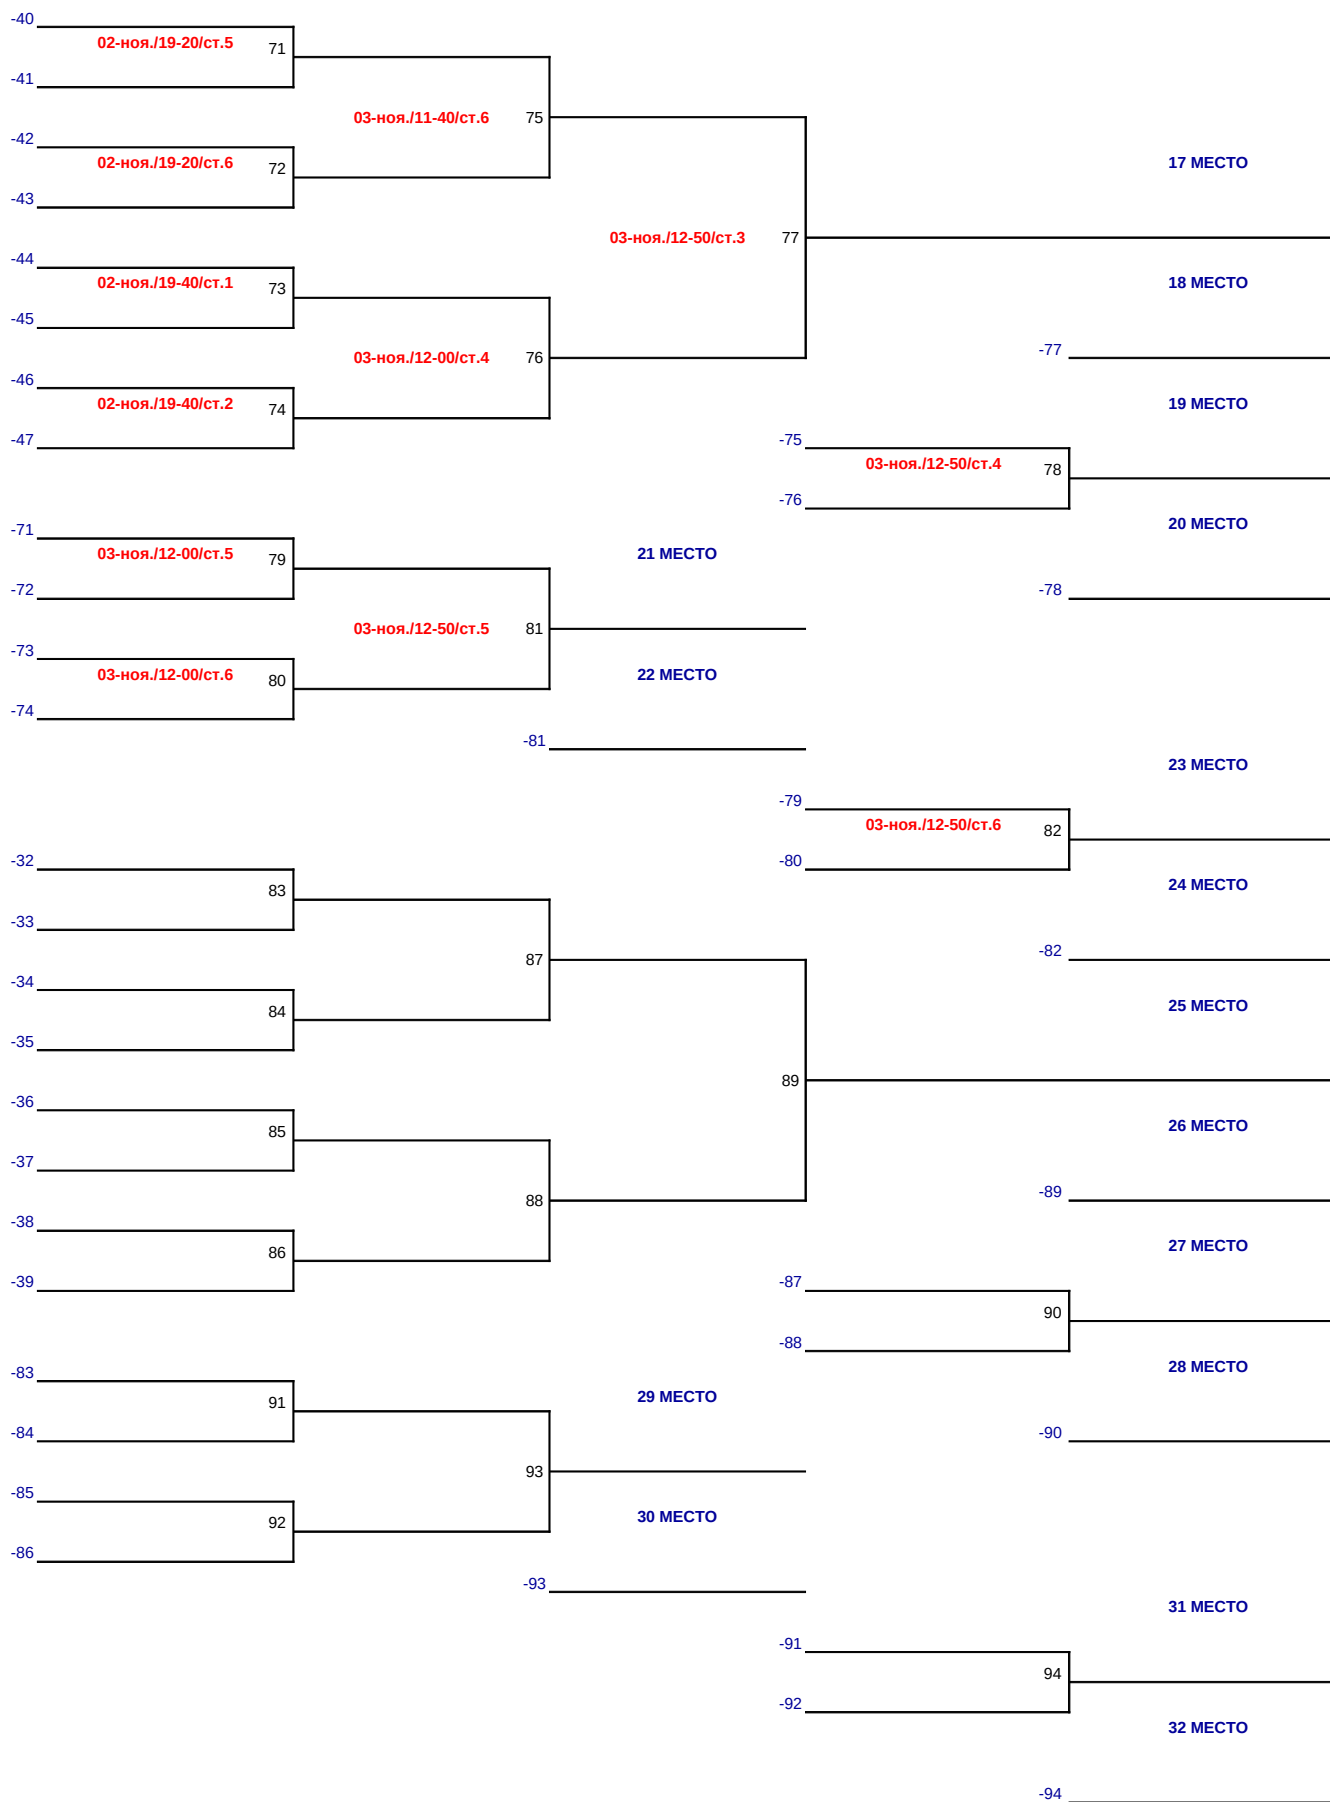 -40
02-ноя./19-20/ст.5 71
-41
03-ноя./11-40/ст.6 75
-42
17 МЕСТО
02-ноя./19-20/ст.6 72
-43
03-ноя./12-50/ст.3 77
-44
02-ноя./19-40/ст.1 73
18 МЕСТО
-45
-77
03-ноя./12-00/ст.4 76
-46
02-ноя./19-40/ст.2 74
19 МЕСТО
-47
-75
03-ноя./12-50/ст.4 78
-76
20 МЕСТО
-71
03-ноя./12-00/ст.5 79
21 МЕСТО
-72
-78
03-ноя./12-50/ст.5 81
-73
03-ноя./12-00/ст.6 80
22 МЕСТО
-74
-81
23 МЕСТО
-79
03-ноя./12-50/ст.6 82
-32
-80
83
24 МЕСТО
-33
-82
87
-34
84
25 МЕСТО
-35
89
-36
85
26 МЕСТО
-37
-89
88
-38
86
27 МЕСТО
-39
-87
90
-88
28 МЕСТО
-83
91
29 МЕСТО
-84
-90
93
-85
92
30 МЕСТО
-86
-93
31 МЕСТО
-91
94
-92
32 МЕСТО
-94